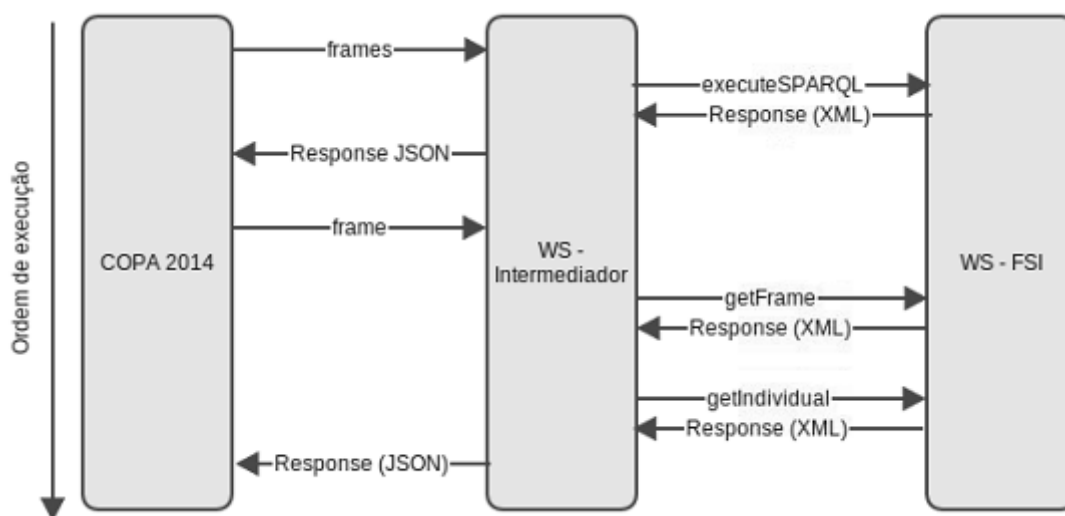 frames
executeSPARQL
Response (XML)
Response JSON
frame
Ordem de execução
COPA 2014
WS -
Intermediador
WS - FSI
getFrame
Response (XML)
getIndividual
Response (XML)
Response (JSON)